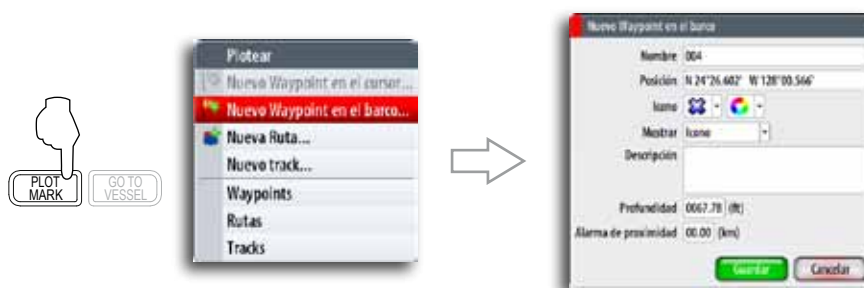 PLOT
MARK
GO TO
VESSEL
Plotear
Nuevo Waypoint en el cursor...
Nuevo Waypoint en el barco...
Nueva Ruta...
Nuevo track...
Waypoints
Rutas
Tracks
Nuevo Waypoint en el barco
Nombre 004
Posición N 24°26.602' W 128°00.566'
Icono
Mostrar Icono
Descripción
Profundidad 0067.78 (ft)
Alarma de proximidad 00.00 (km)
Guardar Cancelar